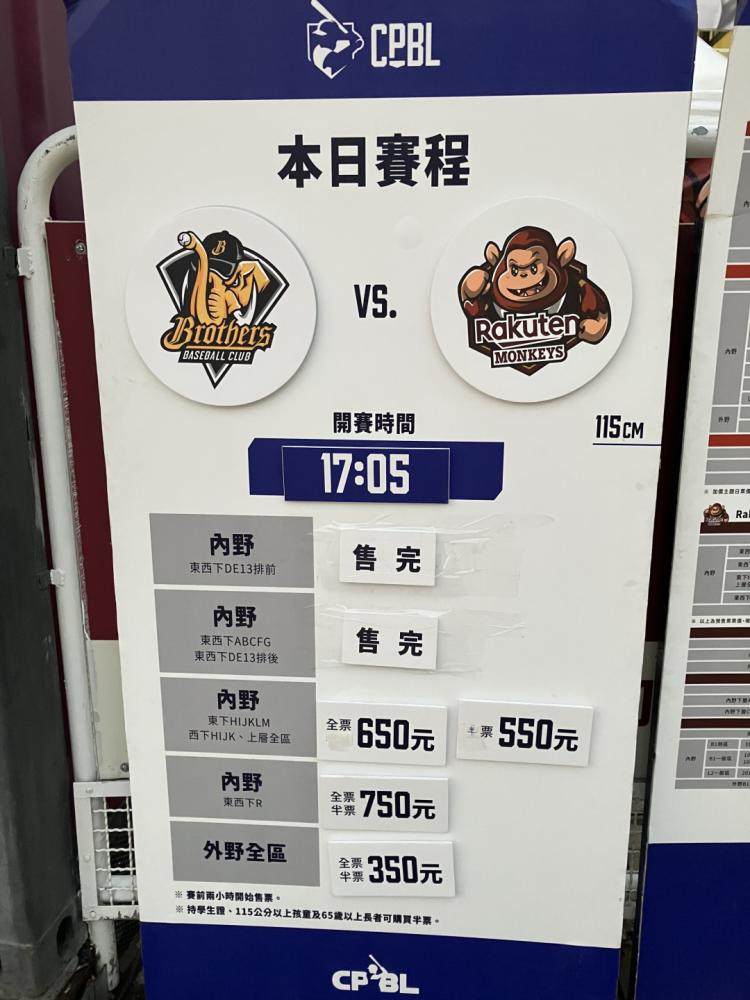 CPBL
本日賽程
B
Brothers
BASEBALL CLUB
VS.
Rakuten
MONKEYS
開賽時間
115CM
17:05
內野
東西下DE13排前
售完
內野
東西下ABCFG
東西下DE13排後
售完
內野
東下HIJKLM
西下HIJK、上層全區
全票 650元
半票 550元
內野
東西下R
全票
半票 750元
外野全區
全票
半票 350元
※ 賽前兩小時開始售票。
※ 持學生證、115公分以上孩童及65歲以上長者可購買半票。
CPBL
內野
外野
Ra
內野